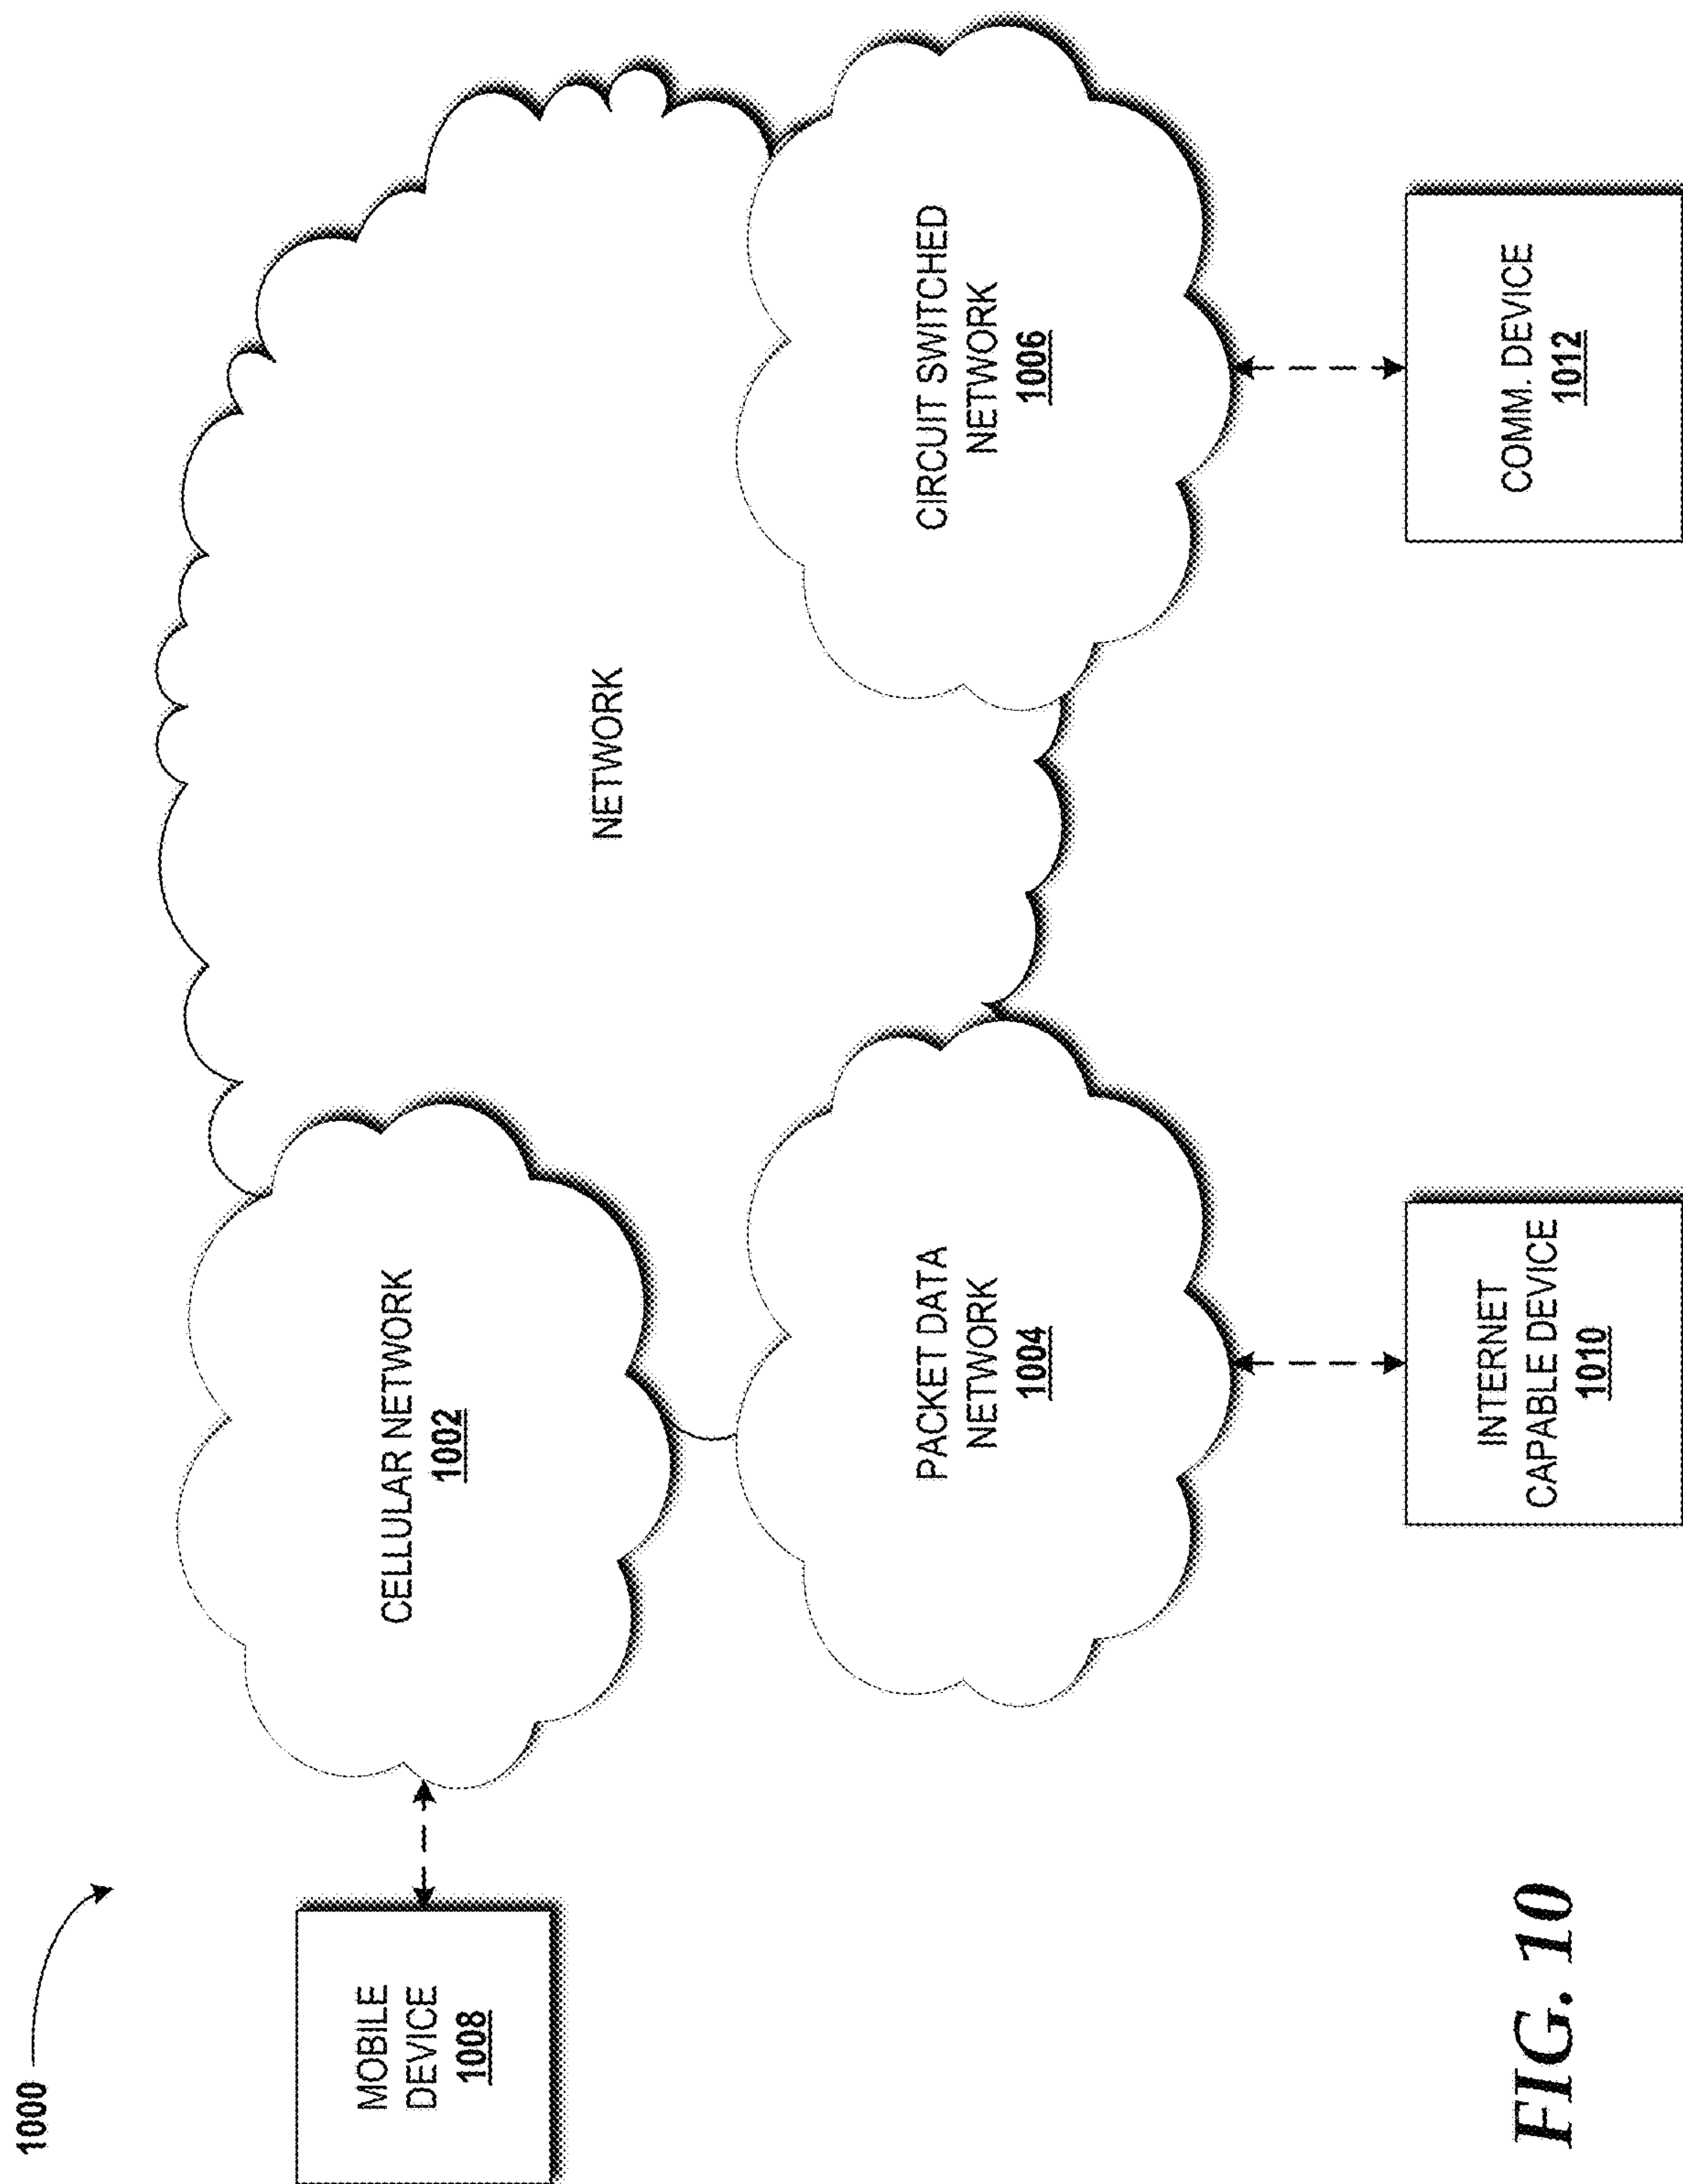 1000
MOBILE
DEVICE
1008
CELLULAR NETWORK
1002
NETWORK
PACKET DATA
NETWORK
1004
CIRCUIT SWITCHED
NETWORK
1006
INTERNET
CAPABLE DEVICE
1010
COMM. DEVICE
1012
FIG. 10